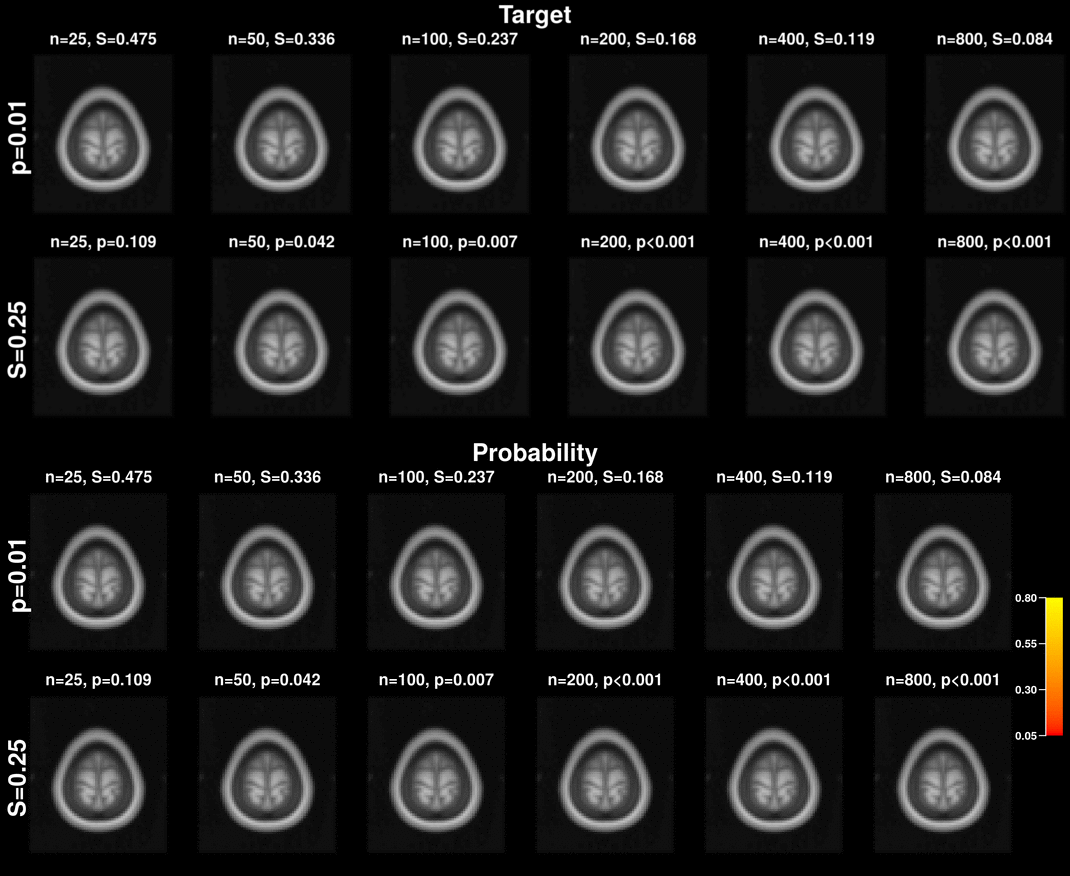 Target
n=25, S=0.475 n=50, S=0.336 n=100, S=0.237 n=200, S=0.168 n=400, S=0.119 n=800, S=0.084
p=0.01
n=25, p=0.109 n=50, p=0.042 n=100, p=0.007 n=200, p<0.001 n=400, p<0.001 n=800, p<0.001
S=0.25
Probability
n=25, S=0.475 n=50, S=0.336 n=100, S=0.237 n=200, S=0.168 n=400, S=0.119 n=800, S=0.084
p=0.01
n=25, p=0.109 n=50, p=0.042 n=100, p=0.007 n=200, p<0.001 n=400, p<0.001 n=800, p<0.001
S=0.25
0.80
0.55
0.30
0.05